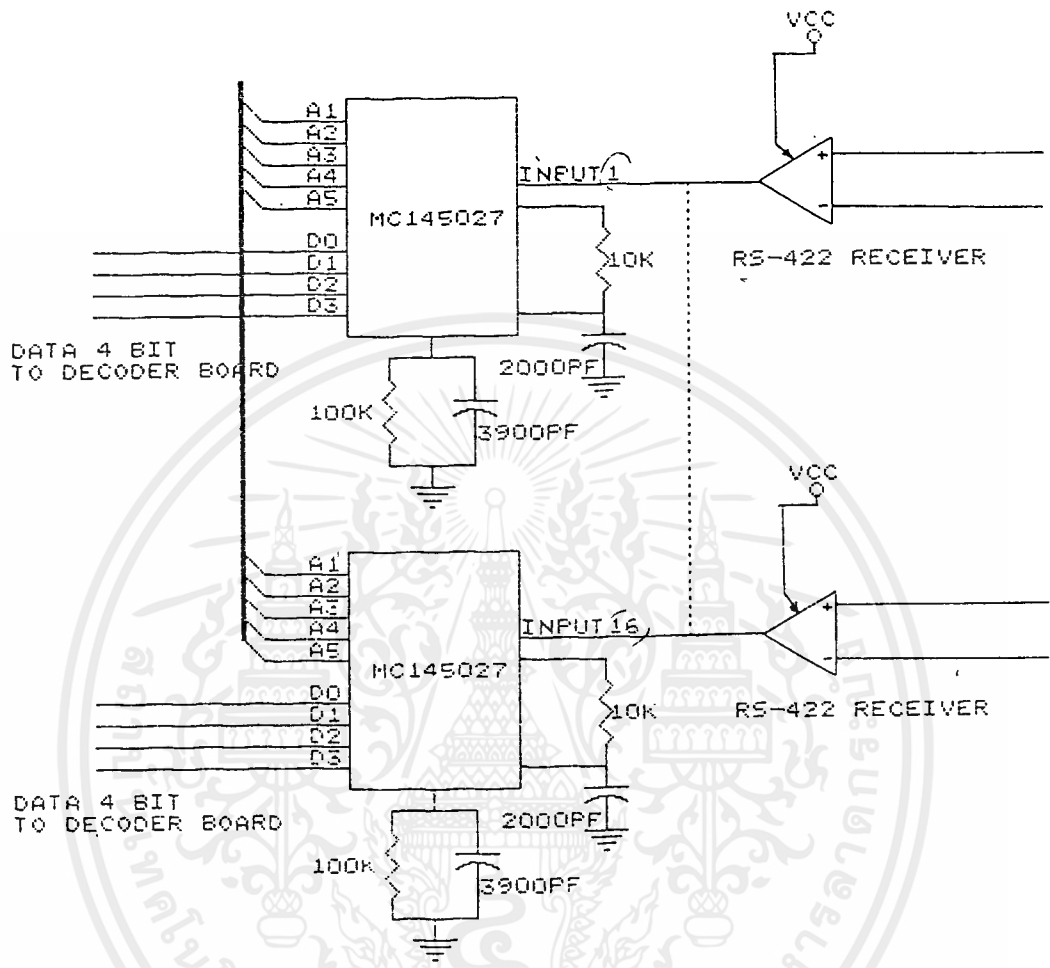 VCC
A1
A2
A3
A4
A5
INPUT 1
MC145027
+
-
D0
D1
D2
D3
10K
RS-422 RECEIVER
DATA 4 BIT
TO DECODER BOARD
2000PF
100K
3900PF
VCC
A1
A2
A3
A4
A5
INPUT 16
MC145027
+
-
D0
D1
D2
D3
10K
RS-422 RECEIVER
DATA 4 BIT
TO DECODER BOARD
2000PF
100K
3900PF